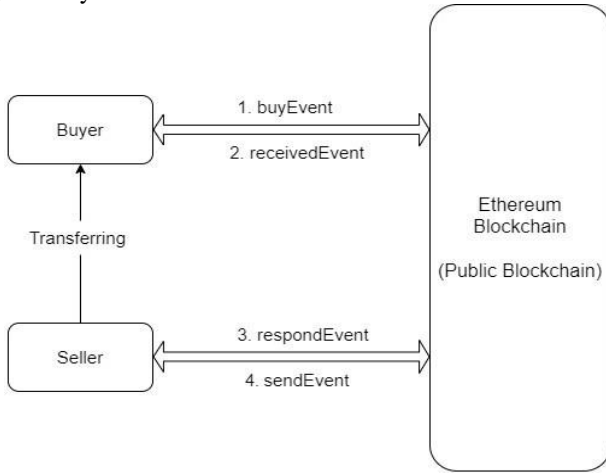 1. buyEvent
Buyer
2. receivedEvent
Ethereum
Blockchain
(Public Blockchain)
Transferring
3. respondEvent
Seller
4. sendEvent